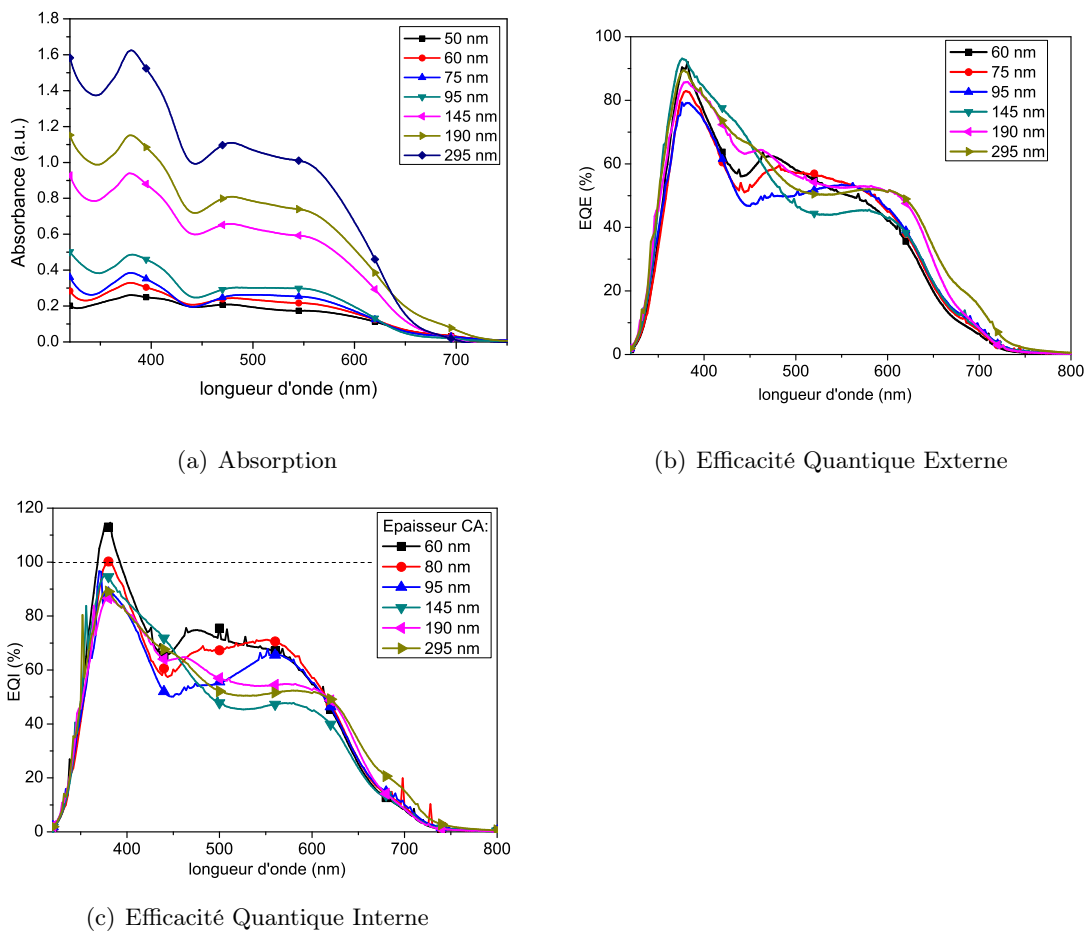 1.8
1.6
1.4
1.2
1.0
0.8
0.6
0.4
0.2
0.0
Absorbance (a.u.)
400 500 600 700
longueur d'onde (nm)
50 nm
60 nm
75 nm
95 nm
145 nm
190 nm
295 nm
(a) Absorption
100
80
60
40
20
0
EQE (%)
400 500 600 700 800
longueur d'onde (nm)
60 nm
75 nm
95 nm
145 nm
190 nm
295 nm
(b) Efficacité Quantique Externe
120
100
80
60
40
20
0
EQI (%)
400 500 600 700 800
longueur d'onde (nm)
Epaisseur CA:
60 nm
80 nm
95 nm
145 nm
190 nm
295 nm
(c) Efficacité Quantique Interne